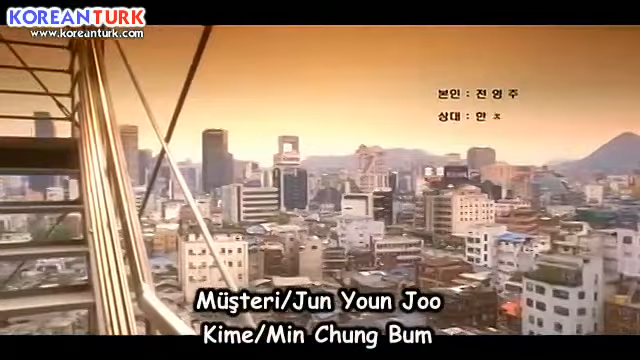 KOREANTURK
www.koreanturk.com
본인 : 전 영 주
상대 : 한
Müşteri/Jun Youn Joo
Kime/Min Chung Bum